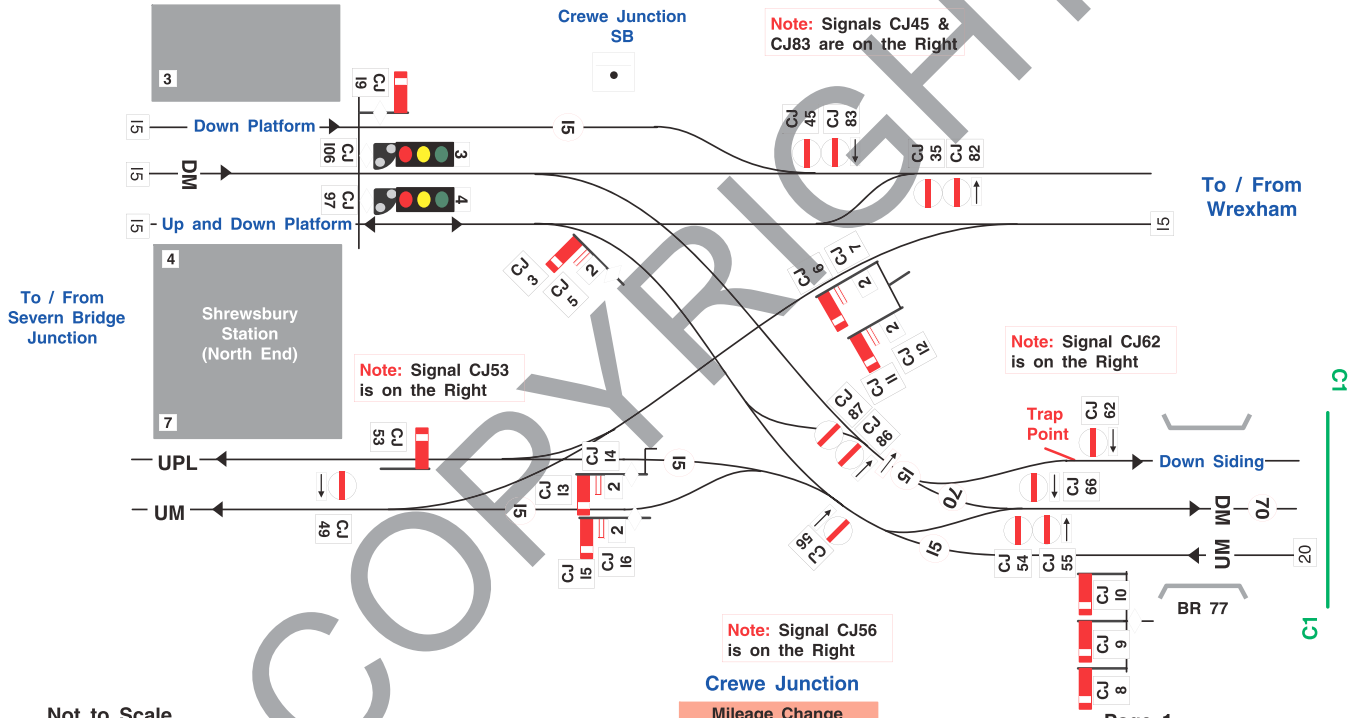 Crewe Junction
SB
Note: Signals CJ45 &
CJ83 are on the Right
3
CJ
19
15
Down Platform
15
CJ
45
CJ
83
CJ
106
3
CJ
35
CJ
82
15
DM
CJ
97
4
To / From
Wrexham
15
Up and Down Platform
15
4
CJ
3
CJ
5
2
CJ
6
CJ
7
2
2
CJ
11
CJ
12
To / From
Severn Bridge
Junction
Shrewsbury
Station
(North End)
Note: Signal CJ62
is on the Right
Note: Signal CJ53
is on the Right
C1
7
CJ
53
CJ
87
CJ
86
Trap
Point
CJ
62
UPL
CJ
14
15
15
Down Siding
CJ
13
2
CJ
66
70
UM
15
DM
70
CJ
49
2
CJ
15
CJ
16
CJ
56
15
CJ
54
CJ
55
UM
20
CJ
10
BR 77
CJ
9
C1
CJ
8
Note: Signal CJ56
is on the Right
Crewe Junction
Mileage Change
Not to Scale
Page 1
COPYRIGHT